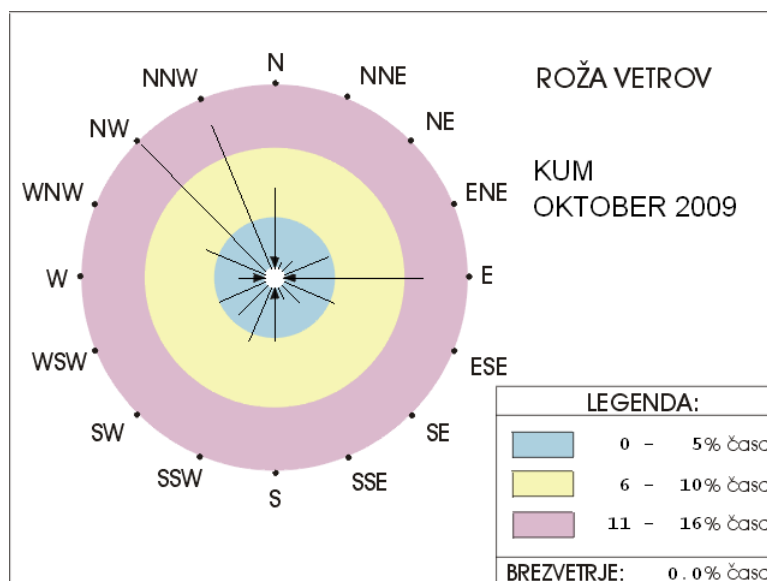 ROŽA VETROV
KUM
OKTOBER 2009
N
NNE
NE
ENE
E
ESE
SE
SSE
S
SSW
SW
WSW
W
WNW
NW
NNW
LEGENDA:
0 - 5% časa
6 - 10% časa
11 - 16% časa
BREZVETRJE: 0.0% časa